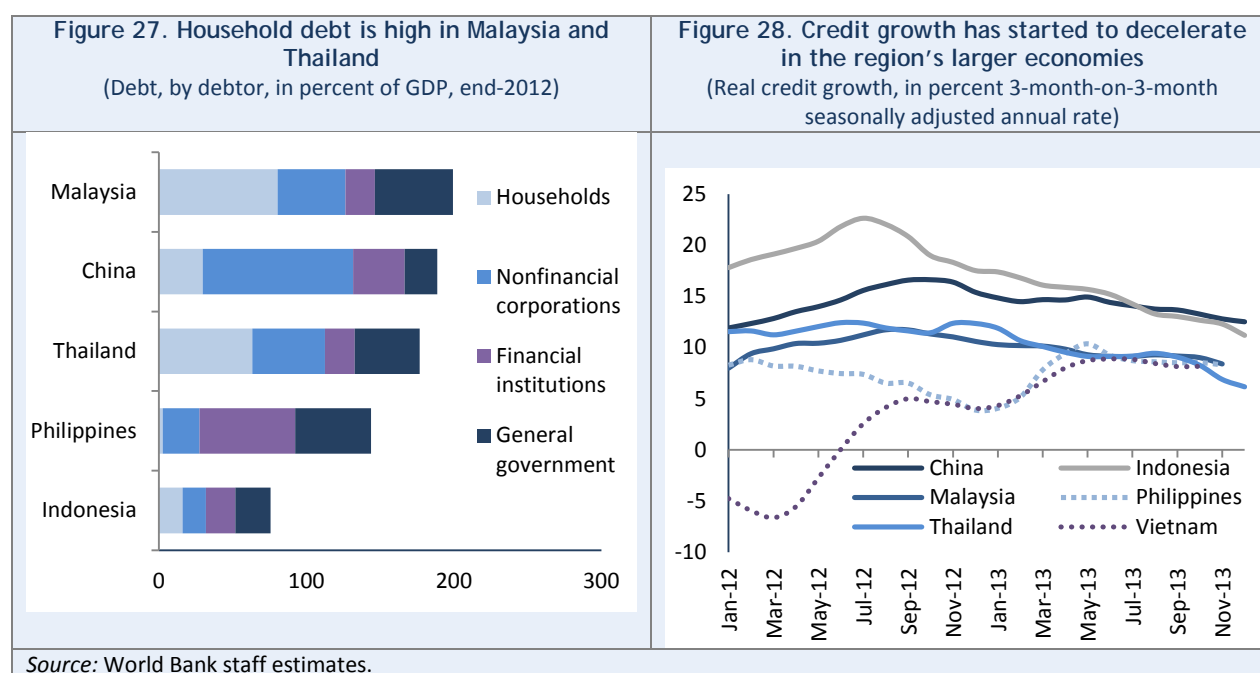 Figure 27. Household debt is high in Malaysia and
Thailand
(Debt, by debtor, in percent of GDP, end-2012)
Malaysia
China
Thailand
Philippines
Indonesia
Households
Nonfinancial
corporations
Financial
institutions
General
government
0 100 200 300
Figure 28. Credit growth has started to decelerate
in the region's larger economies
(Real credit growth, in percent 3-month-on-3-month
seasonally adjusted annual rate)
25
20
15
10
5
0
-5
-10
China Indonesia
Malaysia Philippines
Thailand Vietnam
Jan-12 Mar-12 May-12 Jul-12 Sep-12 Nov-12 Jan-13 Mar-13 May-13 Jul-13 Sep-13 Nov-13
Source: World Bank staff estimates.